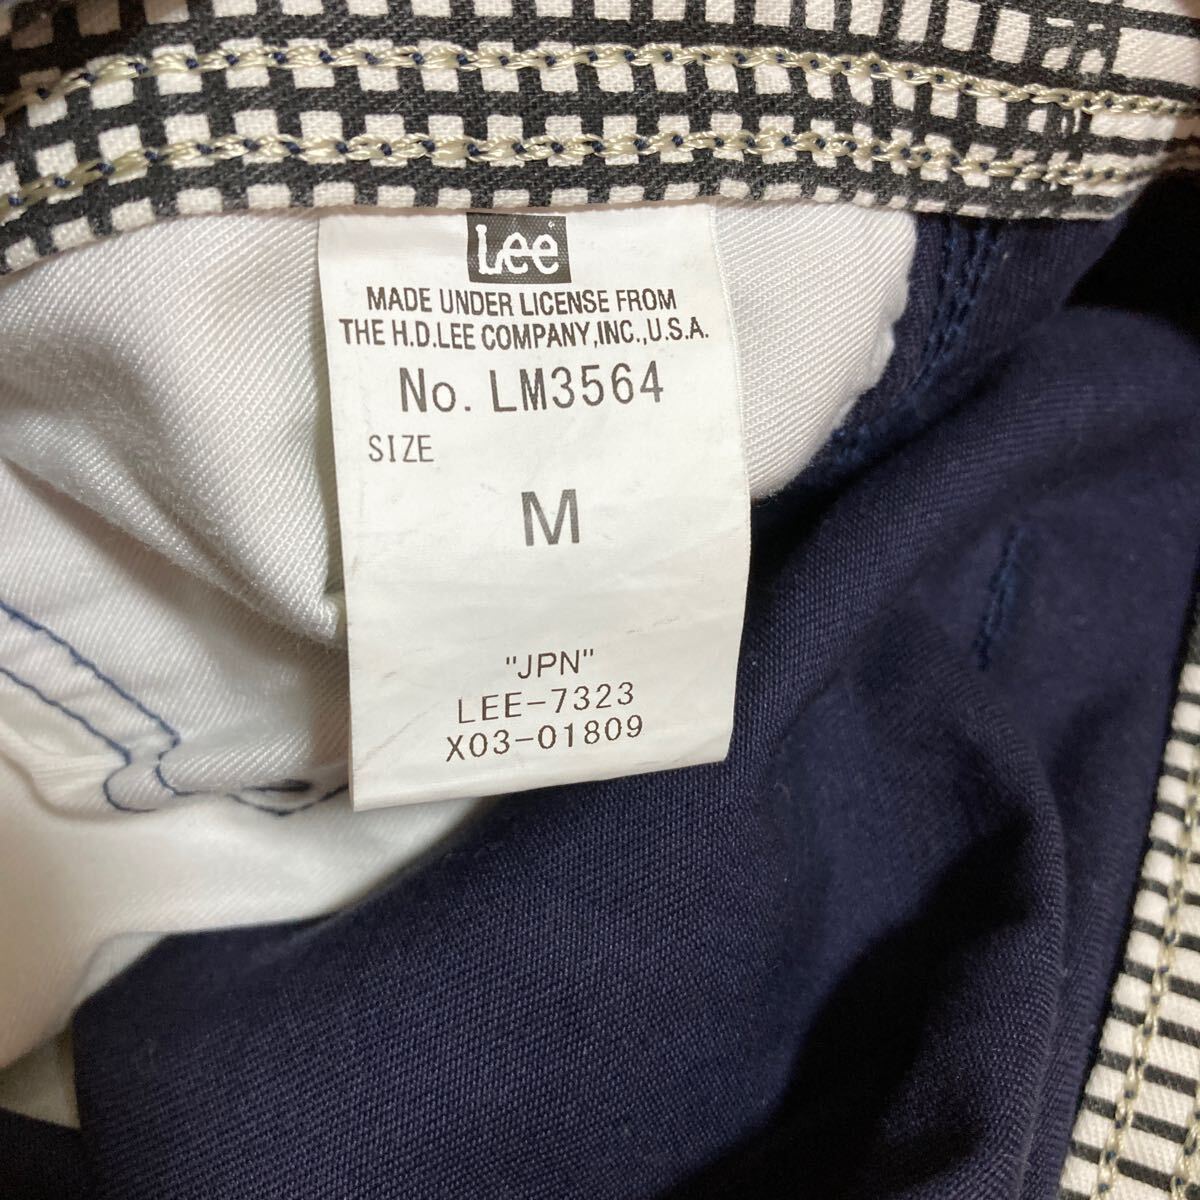 Lee
MADE UNDER LICENSE FROM
THE H.D.LEE COMPANY,INC.,U.S.A.
No. LM3564
SIZE
M
"JPN"
LEE-7323
X03-01809